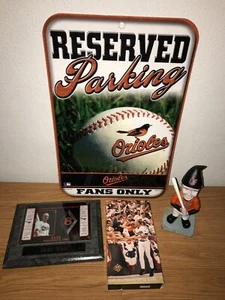 RESERVED
Parking
Orioles
Orioles
FANS ONLY